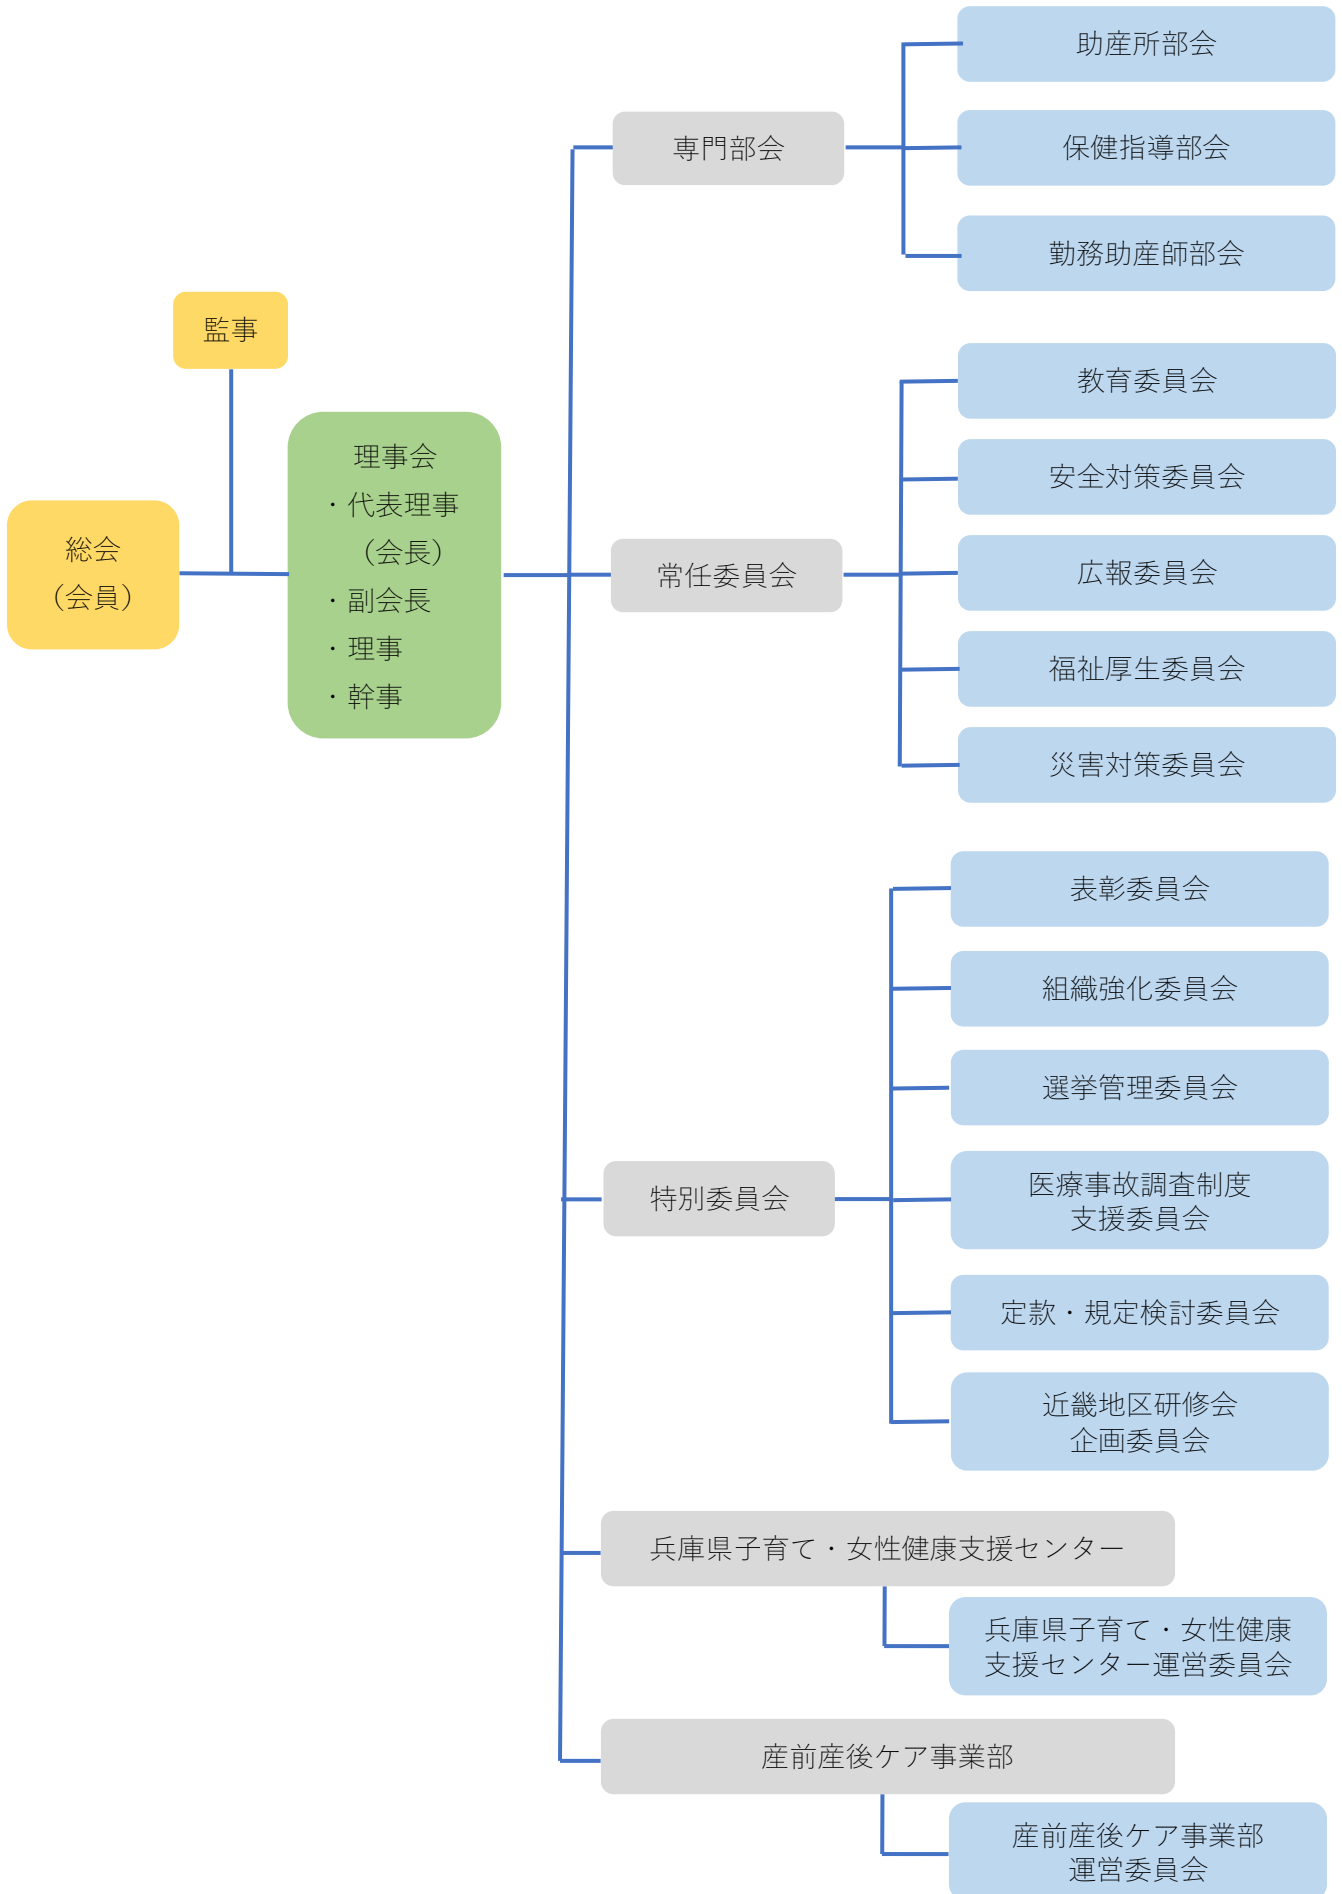 助産所部会
専門部会
保健指導部会
勤務助産師部会
監事
総会
（会員）
理事会
・代表理事
（会長）
・副会長
・理事
・幹事
常任委員会
教育委員会
安全対策委員会
広報委員会
福祉厚生委員会
災害対策委員会
特別委員会
表彰委員会
組織強化委員会
選挙管理委員会
医療事故調査制度
支援委員会
定款・規定検討委員会
近畿地区研修会
企画委員会
兵庫県子育て・女性健康支援センター
兵庫県子育て・女性健康
支援センター運営委員会
産前産後ケア事業部
産前産後ケア事業部
運営委員会